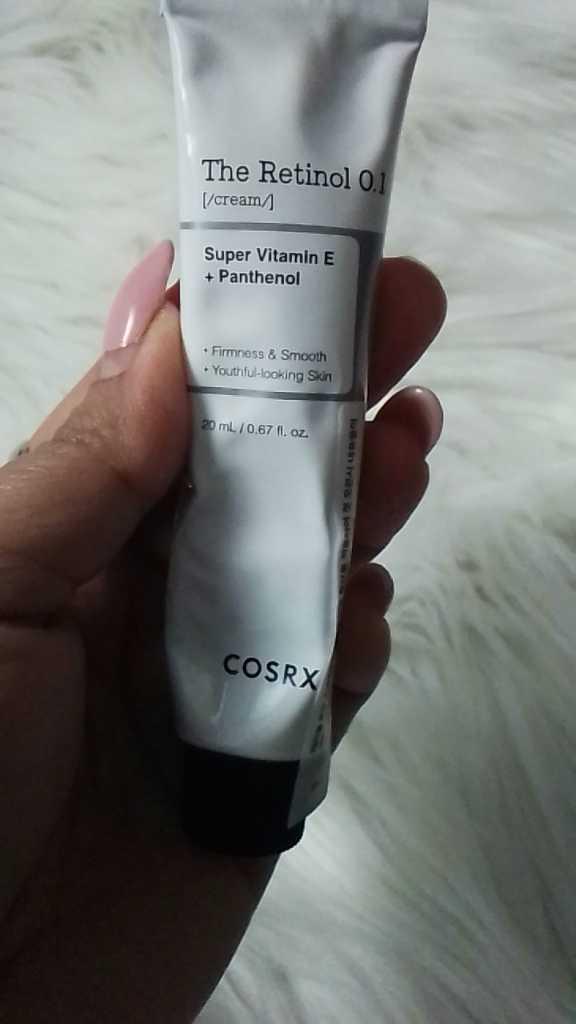 The Retinol 0.1
[/cream/]
Super Vitamin E
+ Panthenol
• Firmness & Smooth
• Youthful-looking Skin
20 mL / 0.67 fl. oz.
COSRX